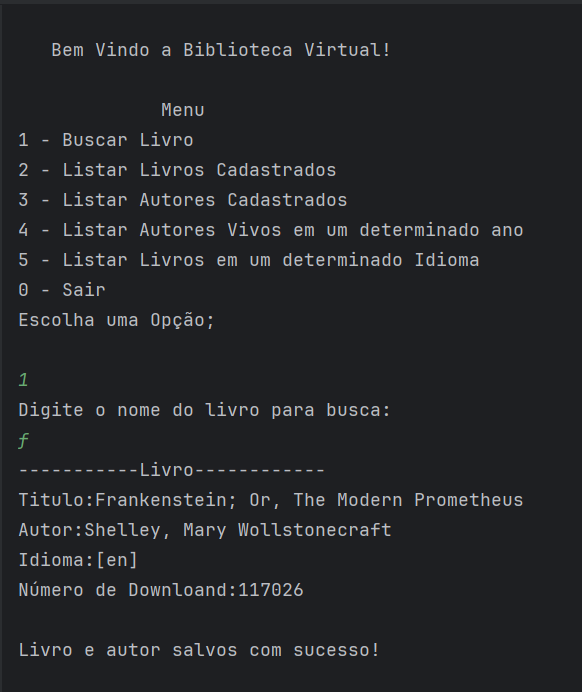 Bem Vindo a Biblioteca Virtual!
Menu
1 - Buscar Livro
2 - Listar Livros Cadastrados
3 - Listar Autores Cadastrados
4 - Listar Autores Vivos em um determinado ano
5 - Listar Livros em um determinado Idioma
0 - Sair
Escolha uma Opção;
1
Digite o nome do livro para busca:
f
-----------Livro------------
Titulo:Frankenstein; Or, The Modern Prometheus
Autor:Shelley, Mary Wollstonecraft
Idioma:[en]
Número de Downloand:117026
Livro e autor salvos com sucesso!